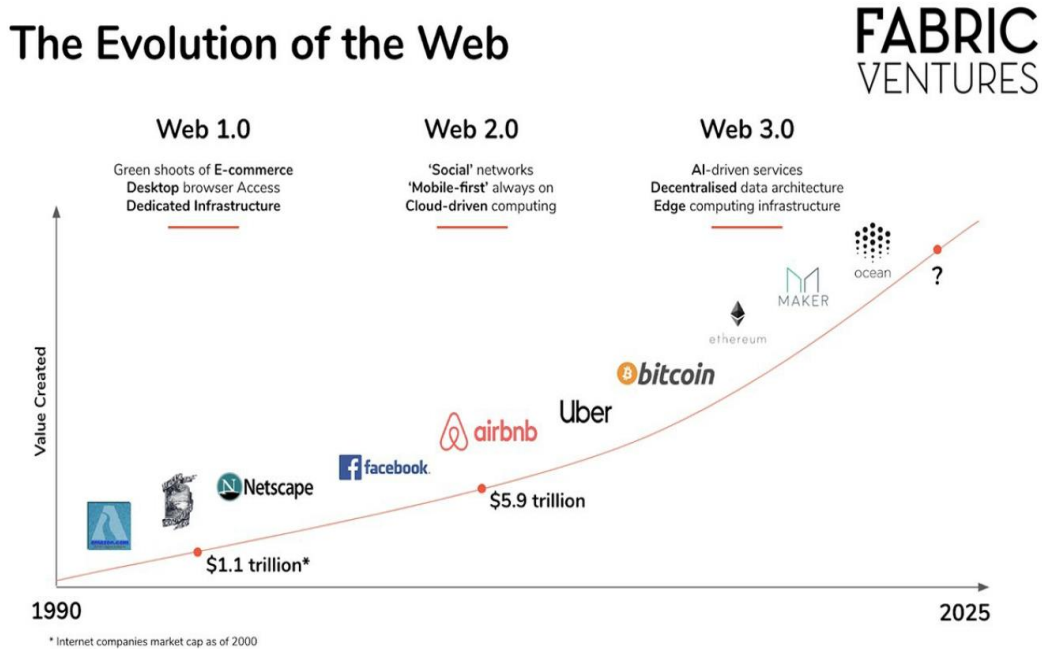 The Evolution of the Web
FABRIC
VENTURES
Web 1.0
Green shoots of E-commerce
Desktop browser Access
Dedicated Infrastructure
Web 2.0
'Social' networks
'Mobile-first' always on
Cloud-driven computing
Web 3.0
AI-driven services
Decentralised data architecture
Edge computing infrastructure
Value Created
ocean
?
MAKER
ethereum
bitcoin
Uber
airbnb
facebook.
Netscape
N
$5.9 trillion
$1.1 trillion*
1990
2025
* Internet companies market cap as of 2000